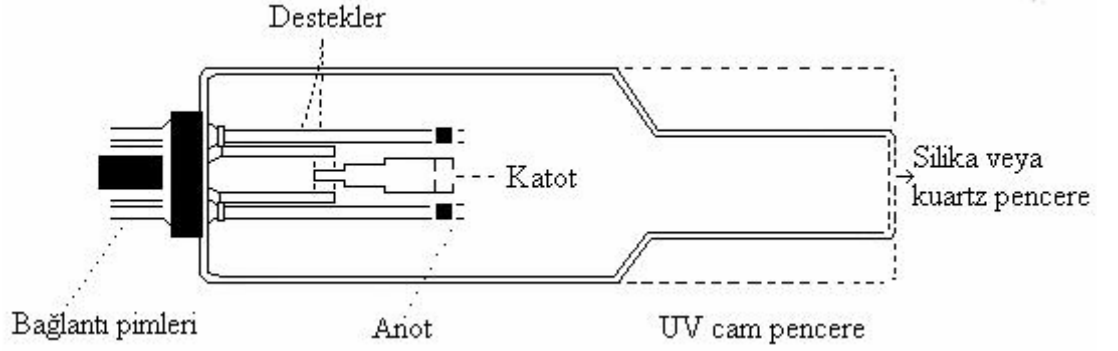 Destekler
Katot
Silika veya
kuartz pencere
Bağlantı pimleri
Anot
UV cam pencere